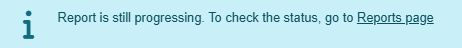 Report is still progressing. To check the status, go to Reports page